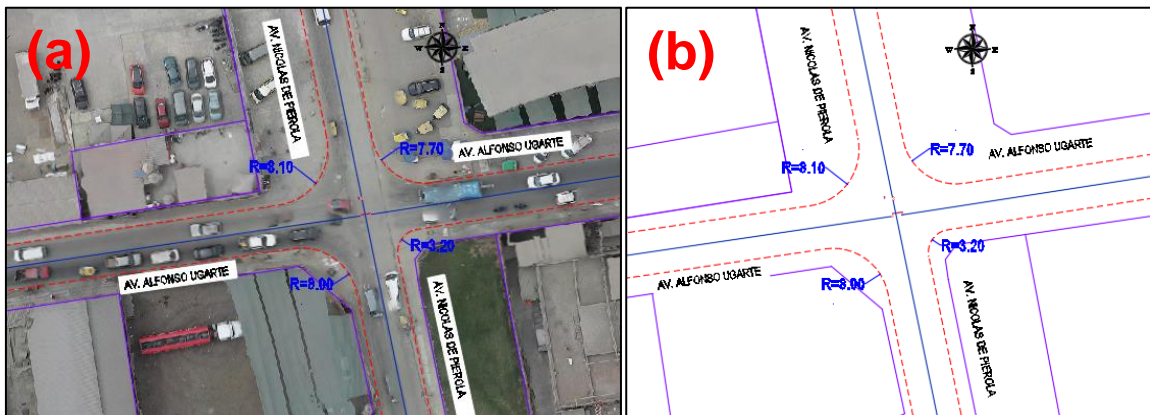 (a)
AV. NICOLAS DE PIEROLA
N
W
E
S
R=7.70
AV. ALFONSO UGARTE
R=8.10
R=3.20
AV. ALFONSO UGARTE
R=8.00
AV. NICOLAS DE PIEROLA
(b)
AV. NICOLAS DE PIEROLA
N
W
E
S
R=7.70
AV. ALFONSO UGARTE
R=8.10
R=3.20
AV. ALFONSO UGARTE
R=8.00
AV. NICOLAS DE PIEROLA